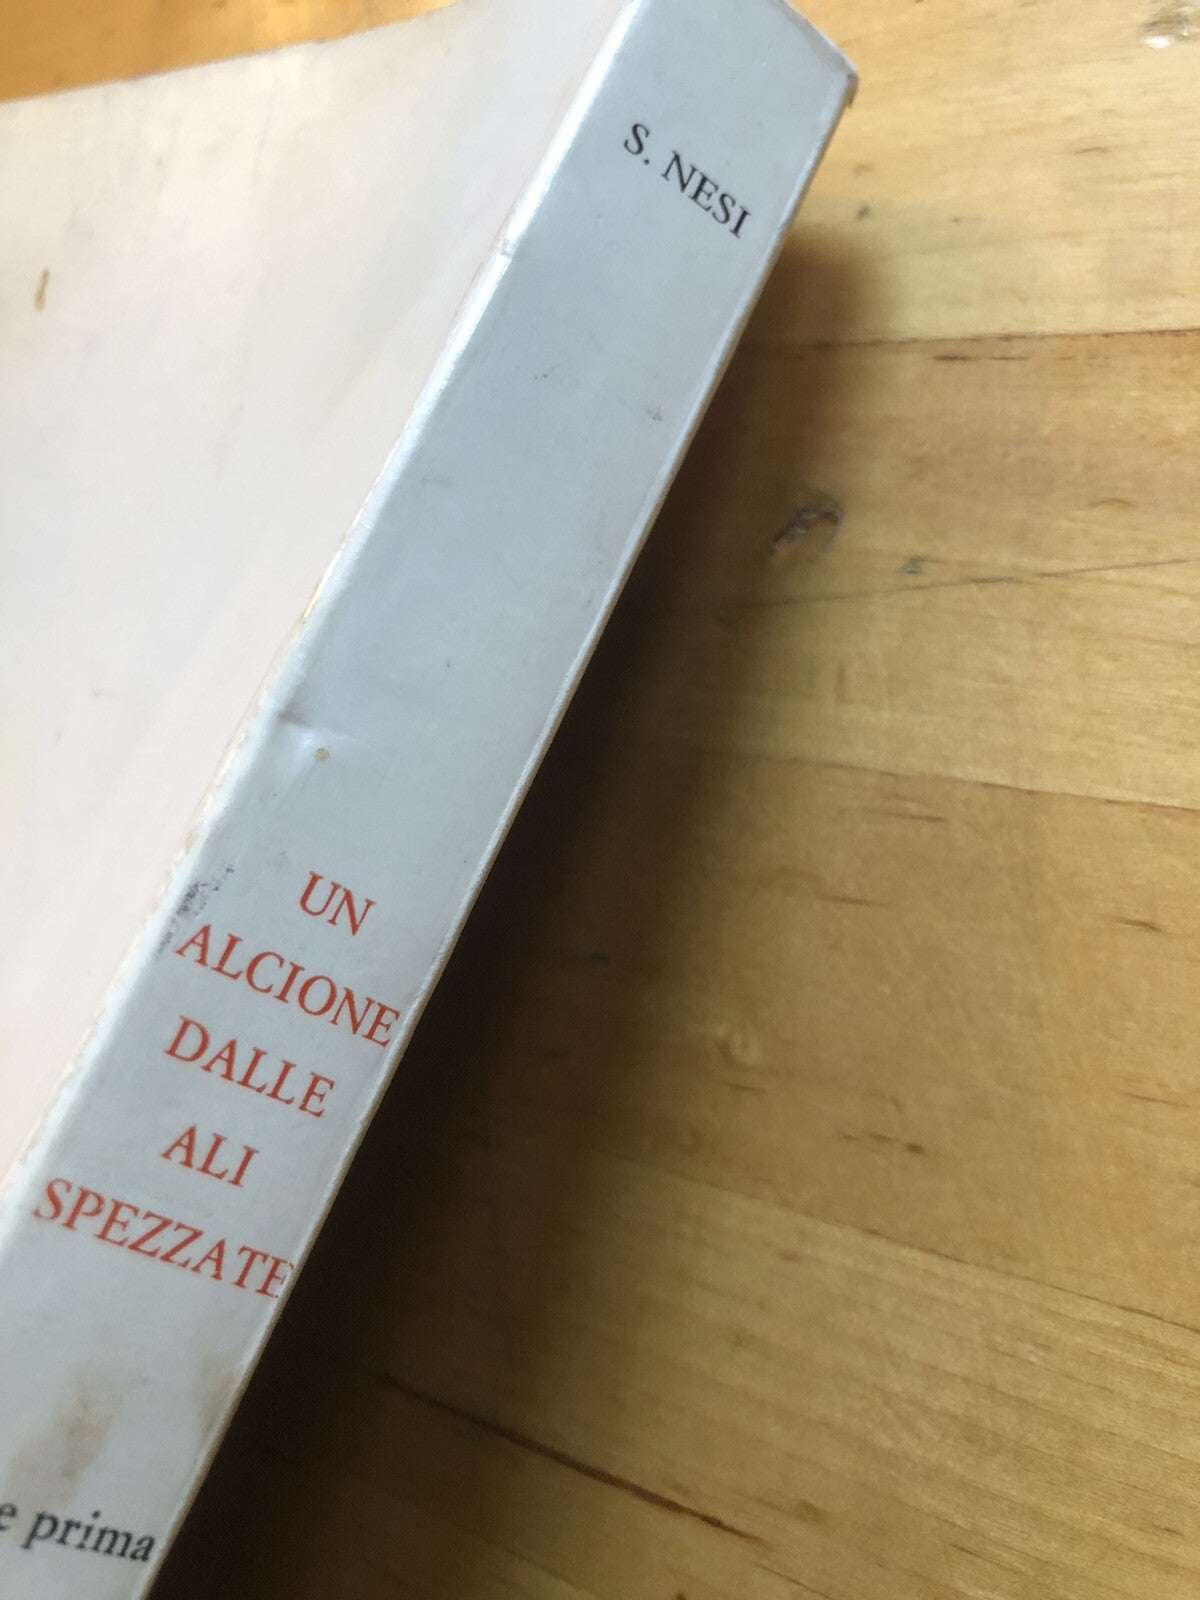 S. NESI
UN
ALCIONE
DALLE
ALI
SPEZZATE
e prima